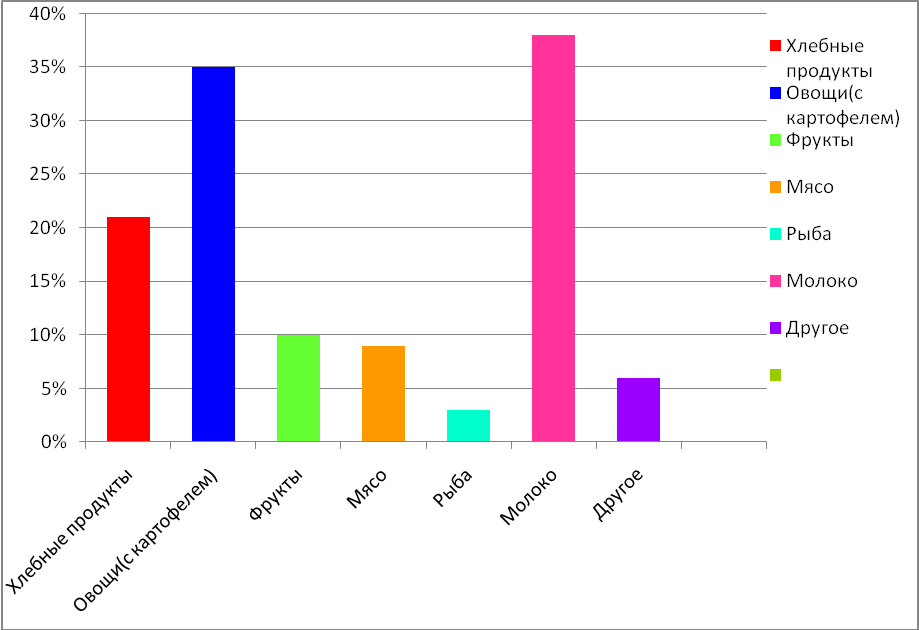 40%
35%
30%
25%
20%
15%
10%
5%
0%
Хлебные продукты
Овощи(с картофелем)
Фрукты
Мясо
Рыба
Молоко
Другое
Хлебные
продукты
Овощи(с
картофелем)
Фрукты
Мясо
Рыба
Молоко
Другое